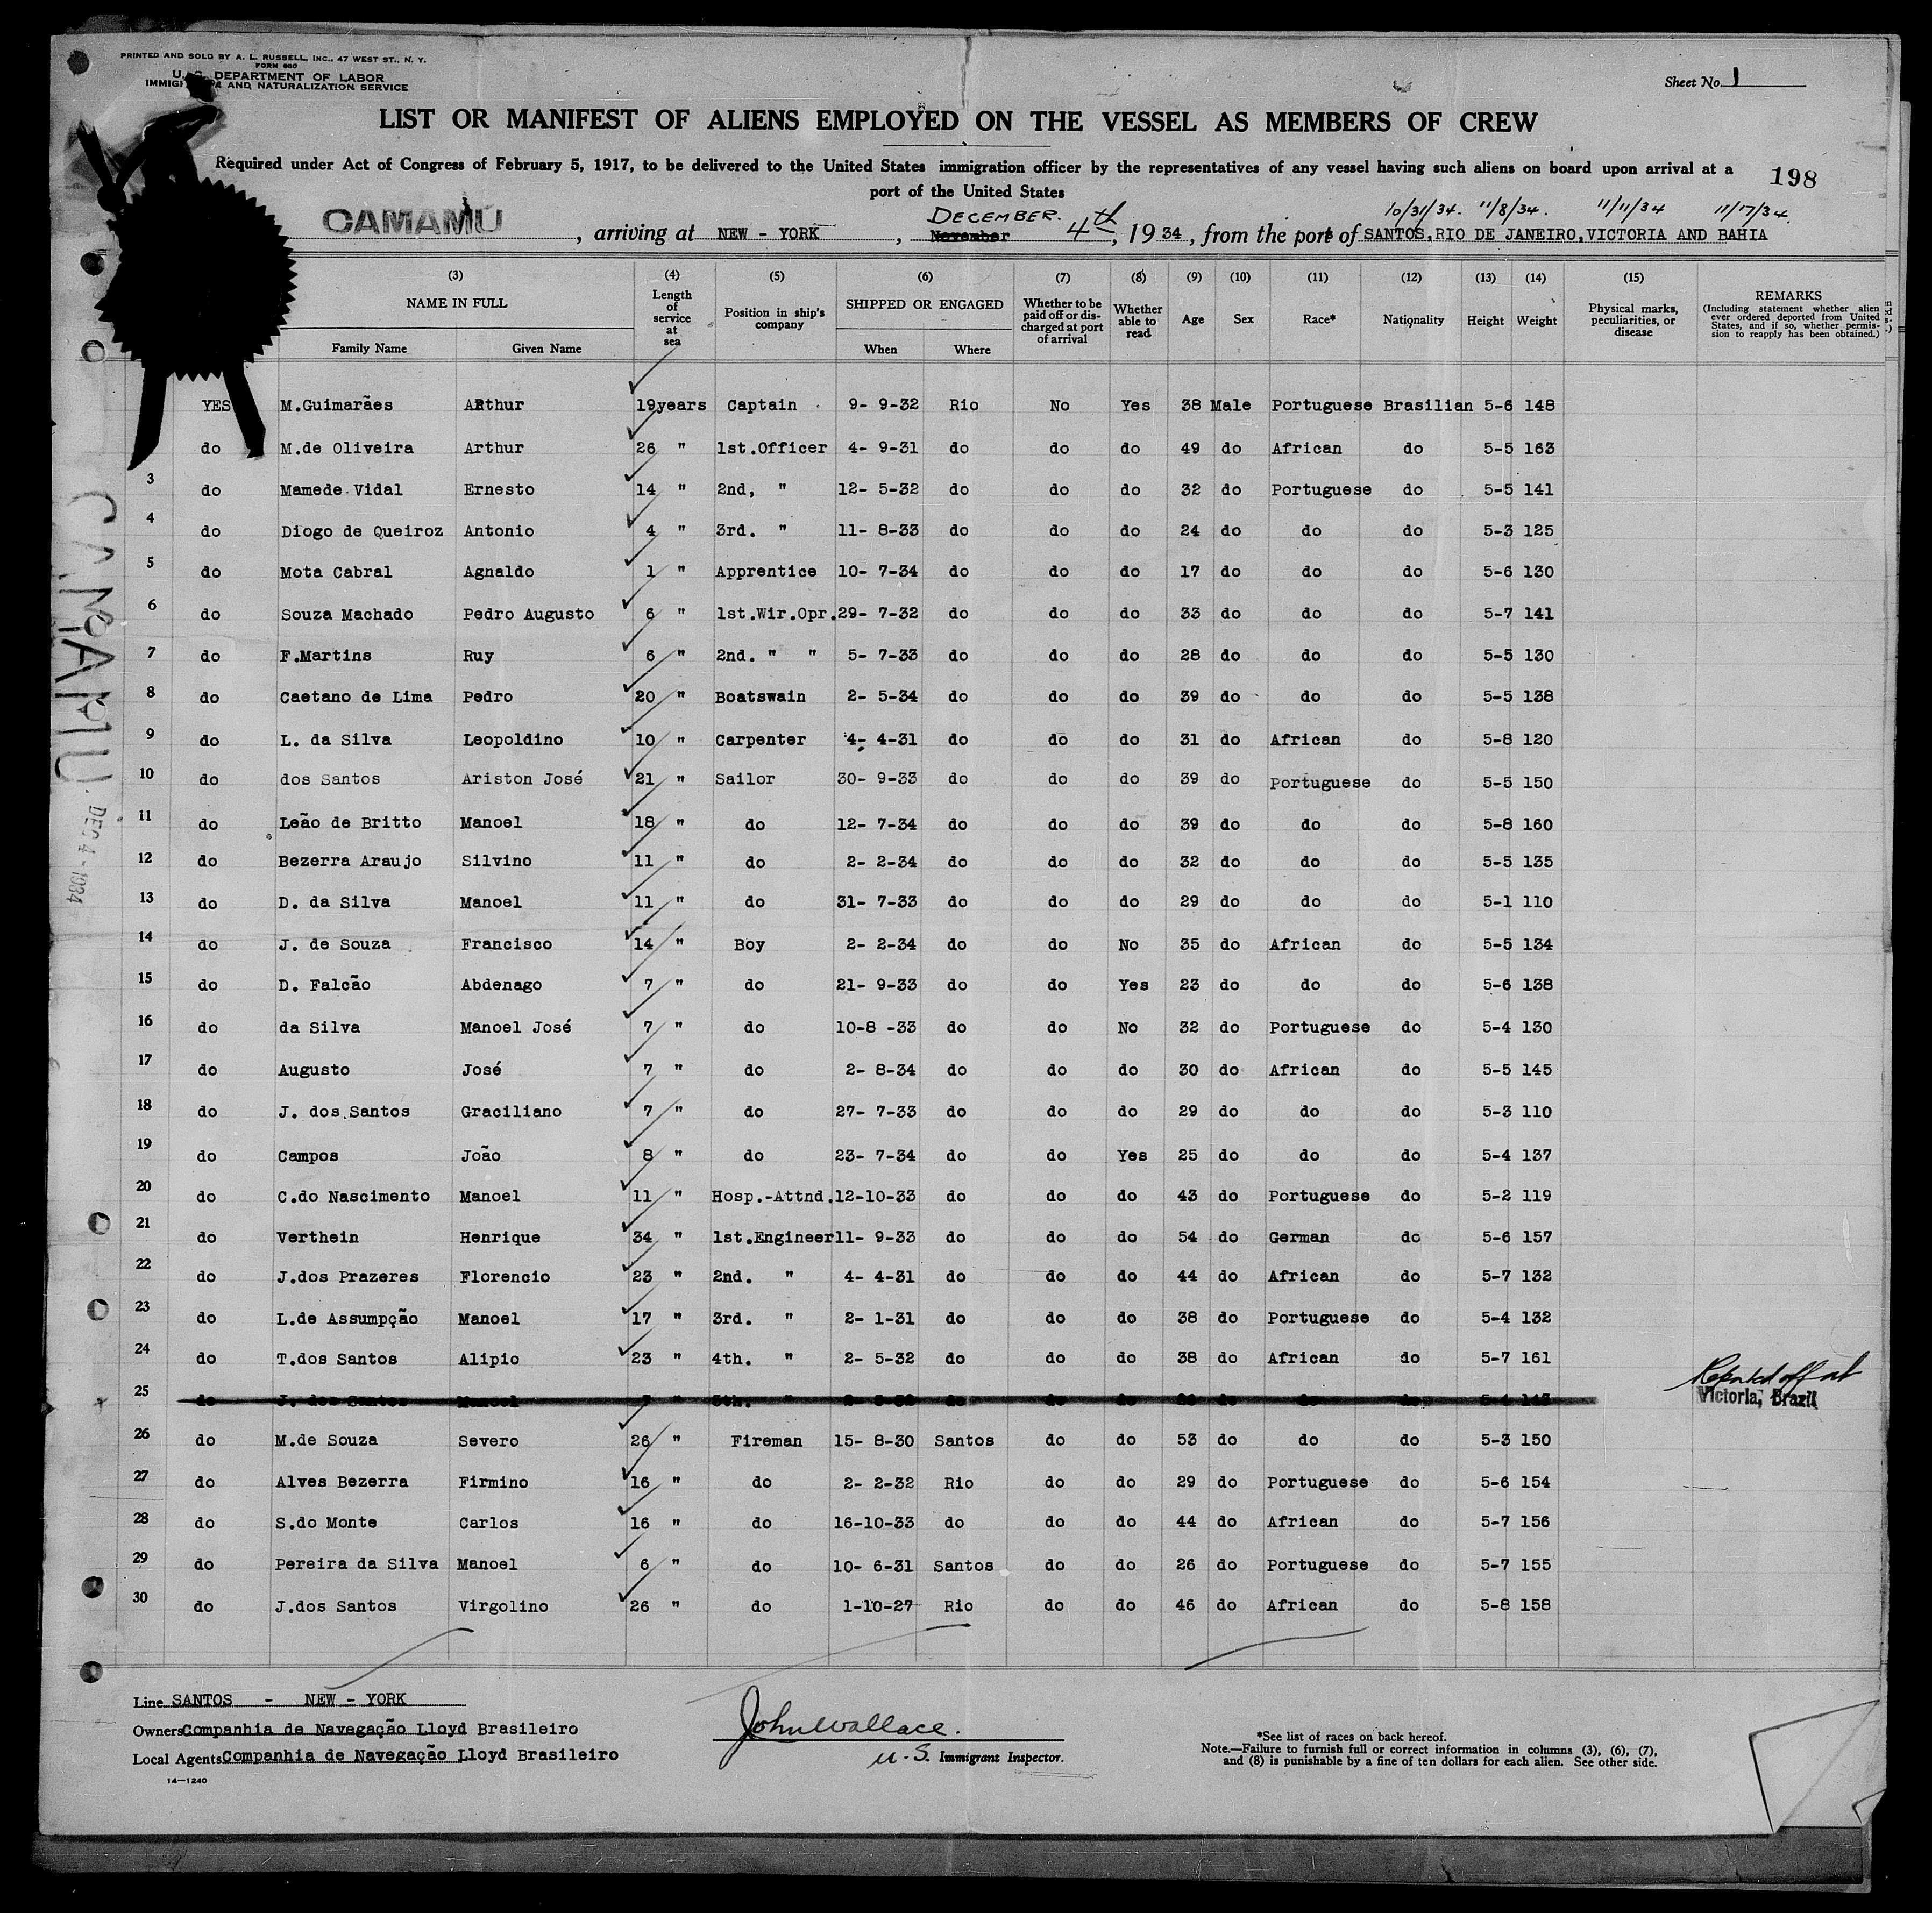 PRINTED AND SOLD BY A. L. RUSSELL, INC., 47 WEST ST., N. Y.
FORM 680
U. S. DEPARTMENT OF LABOR
AND NATURALIZATION SERVICE
Sheet No. 1
LIST OR MANIFEST OF ALIENS EMPLOYED ON THE VESSEL AS MEMBERS OF CREW
Required under Act of Congress of February 5, 1917, to be delivered to the United States immigration officer by the representatives of any vessel having such aliens on board upon arrival at a
port of the United States
198
10/31/34. 11/8/34. 11/11/34 11/17/34.
DECEMBER. 4th
CAMAMÚ, arriving at NEW - YORK, November, 1934, from the port of SANTOS,RIO DE JANEIRO,VICTORIA AND BAHIA
(3) (4) (5) (6) (7) (8) (9) (10) (11) (12) (13) (14) (15)
NAME IN FULL Family Name Given Name Length of service at sea Position in ship's company SHIPPED OR ENGAGED When Where Whether to be paid off or discharged at port of arrival Whether able to read Age Sex Race* Nationality Height Weight Physical marks, peculiarities, or disease REMARKS (Including statement whether alien ever ordered deported from United States, and if so, whether permission to reapply has been obtained.)
YES M.Guimarães Arthur 19years Captain 9- 9-32 Rio No Yes 38 Male Portuguese Brasilian 5-6 148
do M.de Oliveira Arthur 26 " 1st.Officer 4- 9-31 do do do 49 do African do 5-5 163
3 do Mamede Vidal Ernesto 14 " 2nd, " 12- 5-32 do do do 32 do Portuguese do 5-5 141
4 do Diogo de Queiroz Antonio 4 " 3rd. " 11- 8-33 do do do 24 do do do 5-3 125
5 do Mota Cabral Agnaldo 1 " Apprentice 10- 7-34 do do do 17 do do do 5-6 130
6 do Souza Machado Pedro Augusto 6 " 1st.Wir.Opr. 29- 7-32 do do do 33 do do do 5-7 141
7 do F.Martins Ruy 6 " 2nd. " " 5- 7-33 do do do 28 do do do 5-5 130
8 do Caetano de Lima Pedro 20 " Boatswain 2- 5-34 do do do 39 do do do 5-5 138
9 do L. da Silva Leopoldino 10 " Carpenter 4- 4-31 do do do 31 do African do 5-8 120
10 do dos Santos Ariston José 21 " Sailor 30- 9-33 do do do 39 do Portuguese do 5-5 150
11 do Leão de Britto Manoel 18 " do 12- 7-34 do do do 39 do do do 5-8 160
12 do Bezerra Araujo Silvino 11 " do 2- 2-34 do do do 32 do do do 5-5 135
13 do D. da Silva Manoel 11 " do 31- 7-33 do do do 29 do do do 5-1 110
14 do J. de Souza Francisco 14 " Boy 2- 2-34 do do No 35 do African do 5-5 134
15 do D. Falcão Abdenago 7 " do 21- 9-33 do do Yes 23 do do do 5-6 138
16 do da Silva Manoel José 7 " do 10-8 -33 do do No 32 do Portuguese do 5-4 130
17 do Augusto José 7 " do 2- 8-34 do do do 30 do African do 5-5 145
18 do J. dos Santos Graciliano 7 " do 27- 7-33 do do do 29 do do do 5-3 110
19 do Campos João 8 " do 23- 7-34 do do Yes 25 do do do 5-4 137
20 do C.do Nascimento Manoel 11 " Hosp.-Attnd. 12-10-33 do do do 43 do Portuguese do 5-2 119
21 do Verthein Henrique 34 " 1st.Engineer 11- 9-33 do do do 54 do German do 5-6 157
22 do J.dos Prazeres Florencio 23 " 2nd. " 4- 4-31 do do do 44 do African do 5-7 132
23 do L.de Assumpção Manoel 17 " 3rd. " 2- 1-31 do do do 38 do Portuguese do 5-4 132
24 do T.dos Santos Alipio 23 " 4th. " 2- 5-32 do do do 38 do African do 5-7 161
25 do J. dos Santos Manoel 7 " 5th. " do do do do do do Reported off at Victoria, Brazil
26 do M.de Souza Severo 26 " Fireman 15- 8-30 Santos do do 53 do do do 5-3 150
27 do Alves Bezerra Firmino 16 " do 2- 2-32 Rio do do 29 do Portuguese do 5-6 154
28 do S.do Monte Carlos 16 " do 16-10-33 do do do 44 do African do 5-7 156
29 do Pereira da Silva Manoel 6 " do 10- 6-31 Santos do do 26 do Portuguese do 5-7 155
30 do J.dos Santos Virgolino 26 " do 1-10-27 Rio do do 46 do African do 5-8 158
CAMAMU. DEC 4 - 1934
Line SANTOS - NEW - YORK
Owners Companhia de Navegação Lloyd Brasileiro
Local Agents Companhia de Navegação Lloyd Brasileiro
14—1240
John Wallace.
U. S. Immigrant Inspector.
*See list of races on back hereof.
Note.—Failure to furnish full or correct information in columns (3), (6), (7),
and (8) is punishable by a fine of ten dollars for each alien. See other side.